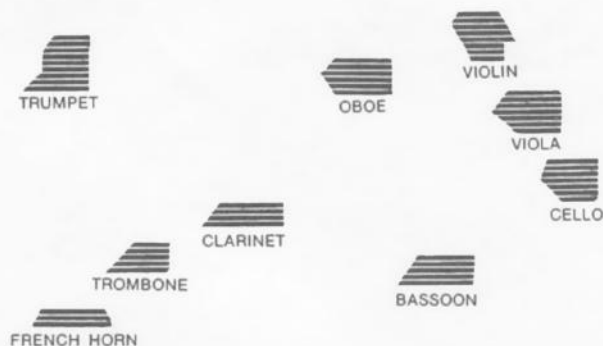 VIOLIN
TRUMPET
OBOE
VIOLA
CELLO
CLARINET
TROMBONE
BASSOON
FRENCH HORN